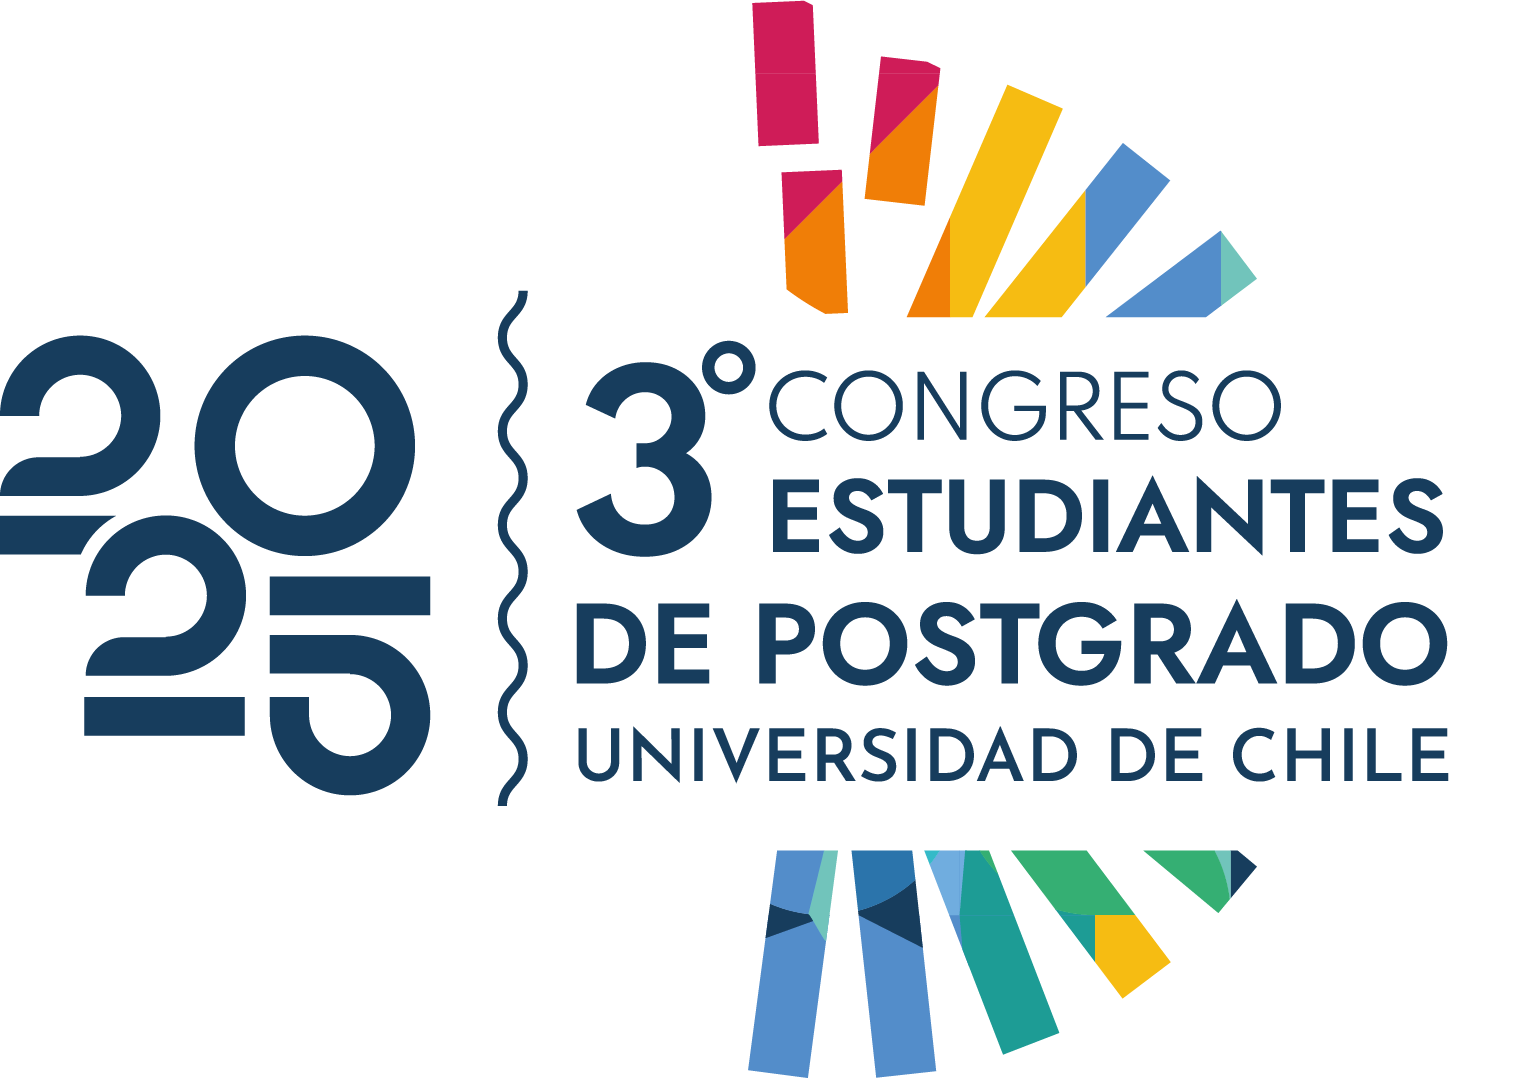 2025
3° CONGRESO
ESTUDIANTES
DE POSTGRADO
UNIVERSIDAD DE CHILE